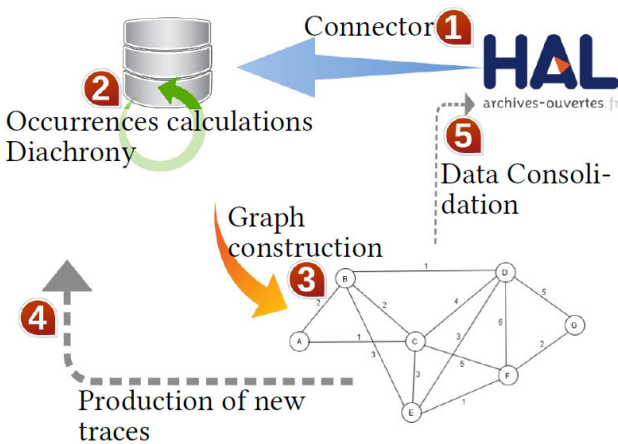 Connector
1
HAL
archives-ouvertes.fr
2
Occurrences calculations
Diachrony
5
Data Consoli-
dation
Graph
construction
3
4
Production of new
traces
B
1
D
2
2
4
5
A
1
C
3
6
G
3
3
5
2
F
E
1